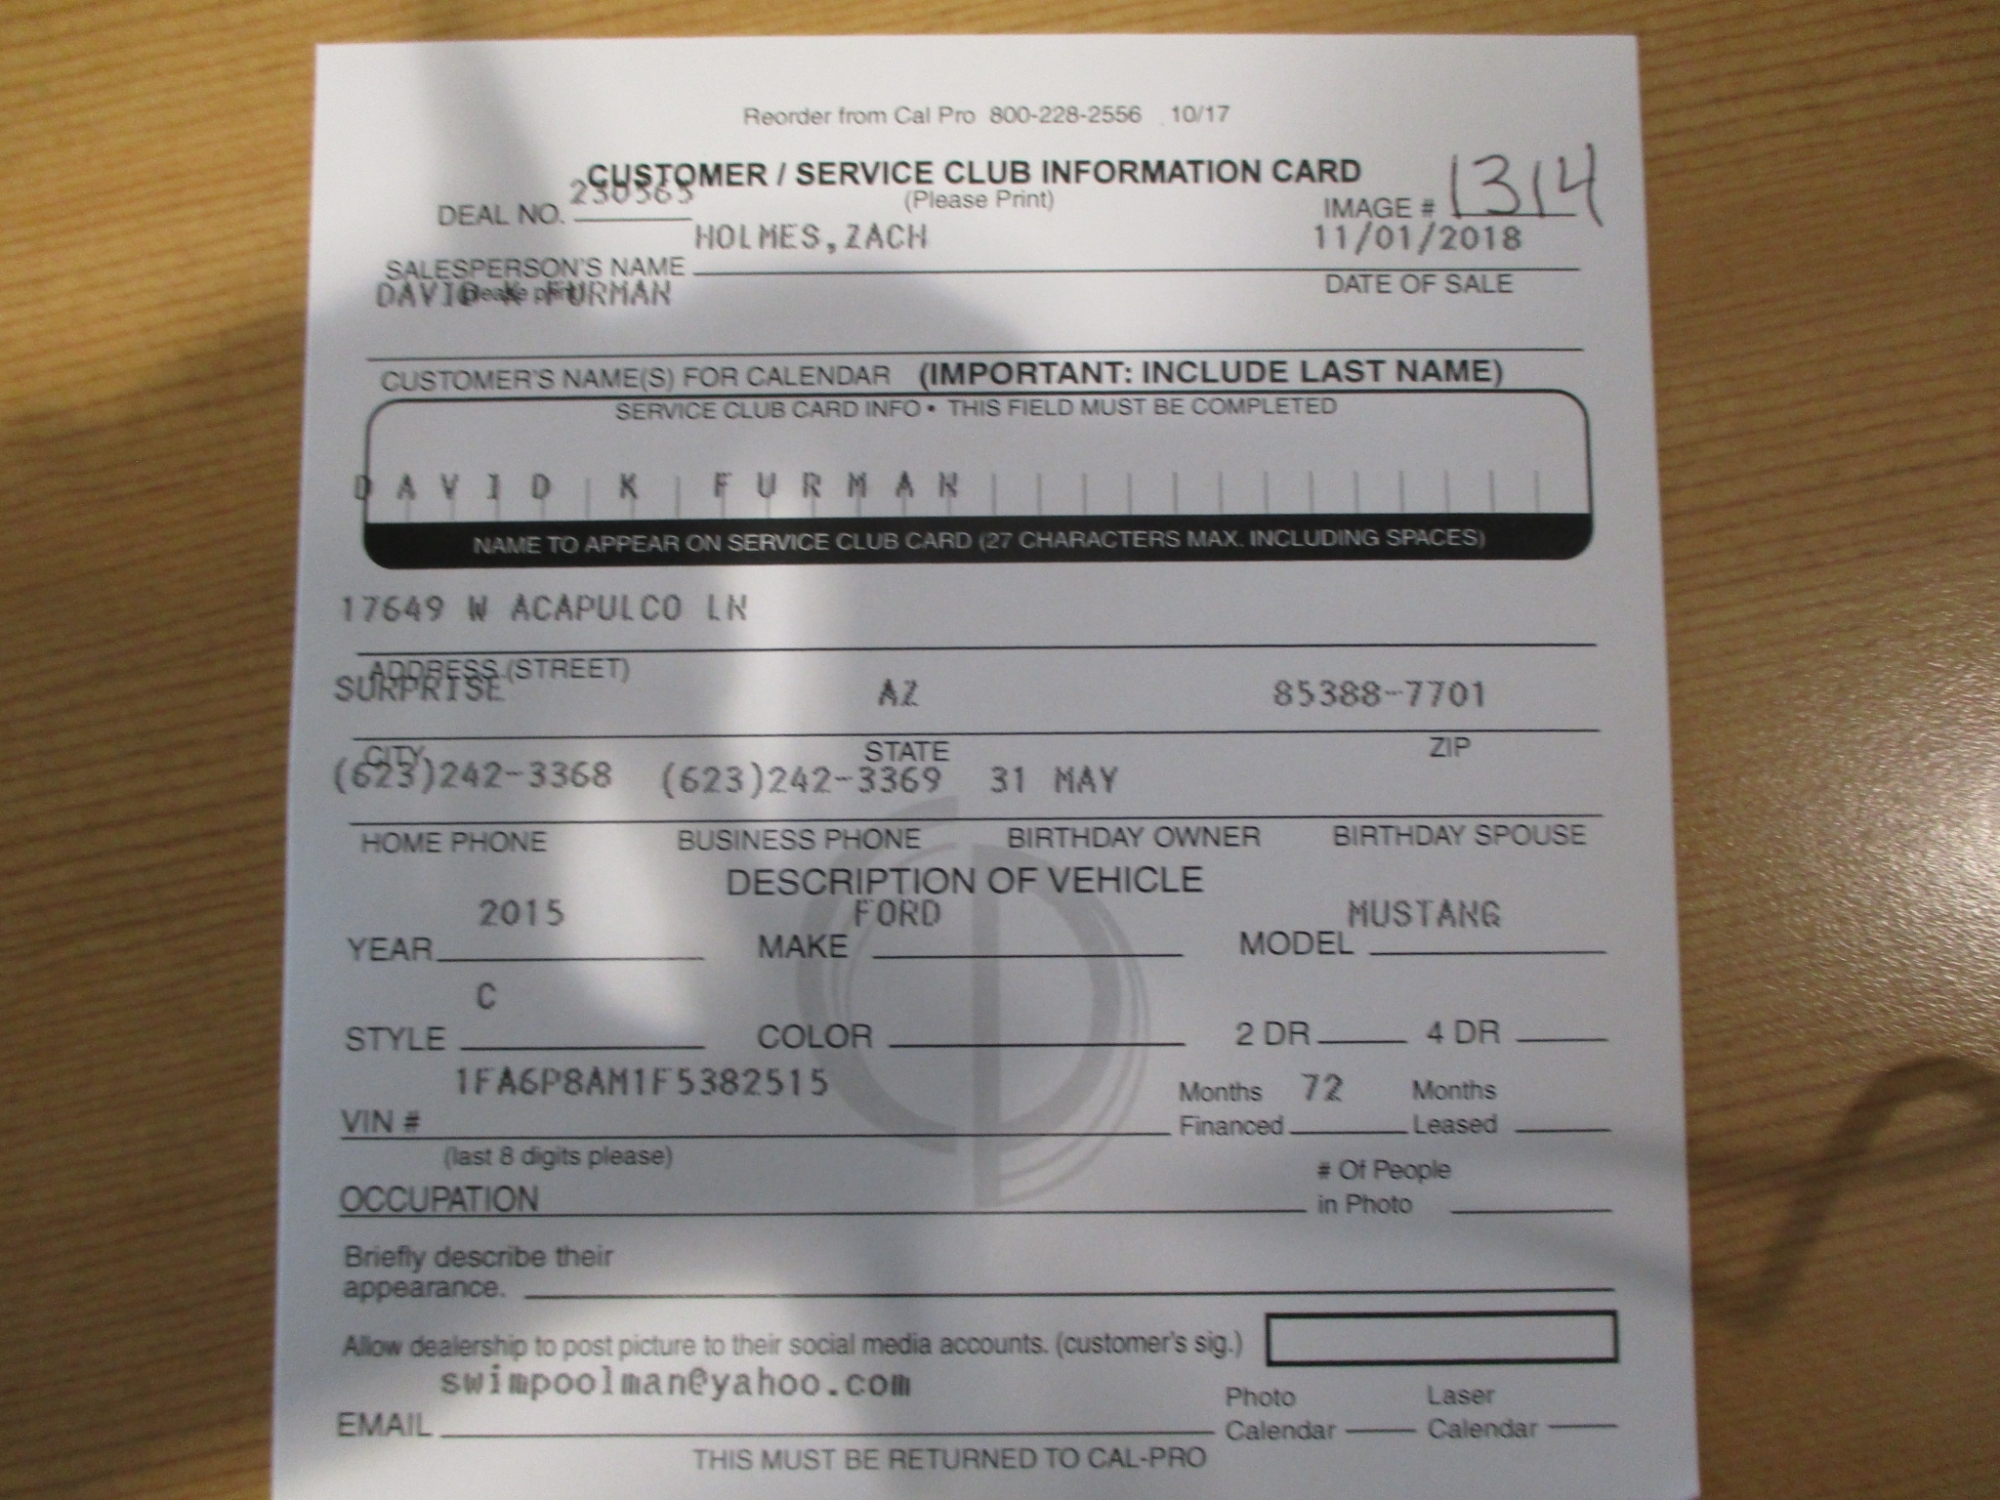 Reorder from Cal Pro 800-228-2556 10/17
CUSTOMER / SERVICE CLUB INFORMATION CARD
(Please Print)
DEAL NO. 230365
IMAGE # 1314
HOLMES,ZACH 11/01/2018
SALESPERSON'S NAME
(please print)
DATE OF SALE
DAVID K FURMAN
CUSTOMER'S NAME(S) FOR CALENDAR (IMPORTANT: INCLUDE LAST NAME)
SERVICE CLUB CARD INFO • THIS FIELD MUST BE COMPLETED
DAVID K FURMAN
NAME TO APPEAR ON SERVICE CLUB CARD (27 CHARACTERS MAX. INCLUDING SPACES)
17649 W ACAPULCO LN
ADDRESS (STREET)
SURPRISE AZ 85388-7701
CITY STATE ZIP
(623)242-3368 (623)242-3369 31 MAY
HOME PHONE BUSINESS PHONE BIRTHDAY OWNER BIRTHDAY SPOUSE
DESCRIPTION OF VEHICLE
2015 FORD MUSTANG
YEAR MAKE MODEL
C
STYLE COLOR 2 DR 4 DR
1FA6P8AM1F5382515
Months 72 Months
VIN # Financed Leased
(last 8 digits please)
# Of People
OCCUPATION in Photo
Briefly describe their
appearance.
Allow dealership to post picture to their social media accounts. (customer's sig.)
swimpoolman@yahoo.com
Photo Laser
EMAIL Calendar Calendar
THIS MUST BE RETURNED TO CAL-PRO